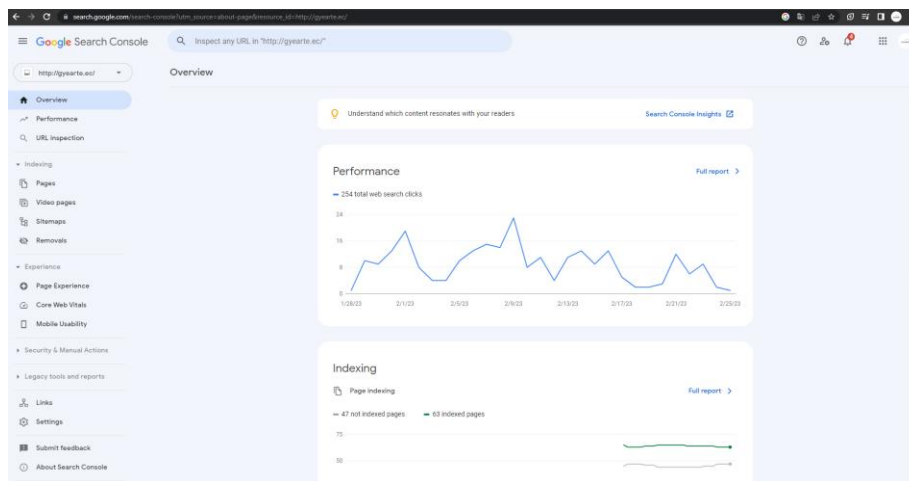 search.google.com/search-console?utm_source=about-page&resource_id=http://gyearte.ec/
Google Search Console
Inspect any URL in "http://gyearte.ec/"
http://gyearte.ec/
Overview
Overview
Performance
URL inspection
Indexing
Pages
Video pages
Sitemaps
Removals
Experience
Page Experience
Core Web Vitals
Mobile Usability
Security & Manual Actions
Legacy tools and reports
Links
Settings
Submit feedback
About Search Console
Understand which content resonates with your readers
Search Console Insights
Performance
Full report
254 total web search clicks
24
16
8
0
1/28/23 2/1/23 2/5/23 2/9/23 2/13/23 2/17/23 2/21/23 2/25/23
Indexing
Page indexing
Full report
47 not indexed pages 63 indexed pages
75
50